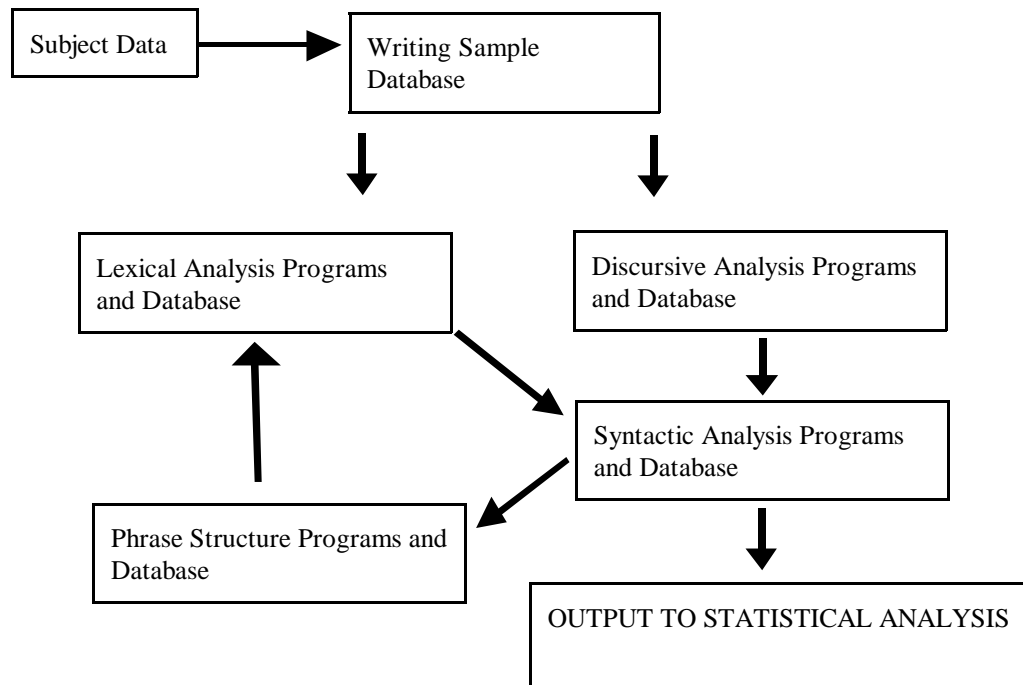 Subject Data
Writing Sample
Database
Lexical Analysis Programs
and Database
Discursive Analysis Programs
and Database
Syntactic Analysis Programs
and Database
Phrase Structure Programs and
Database
OUTPUT TO STATISTICAL ANALYSIS